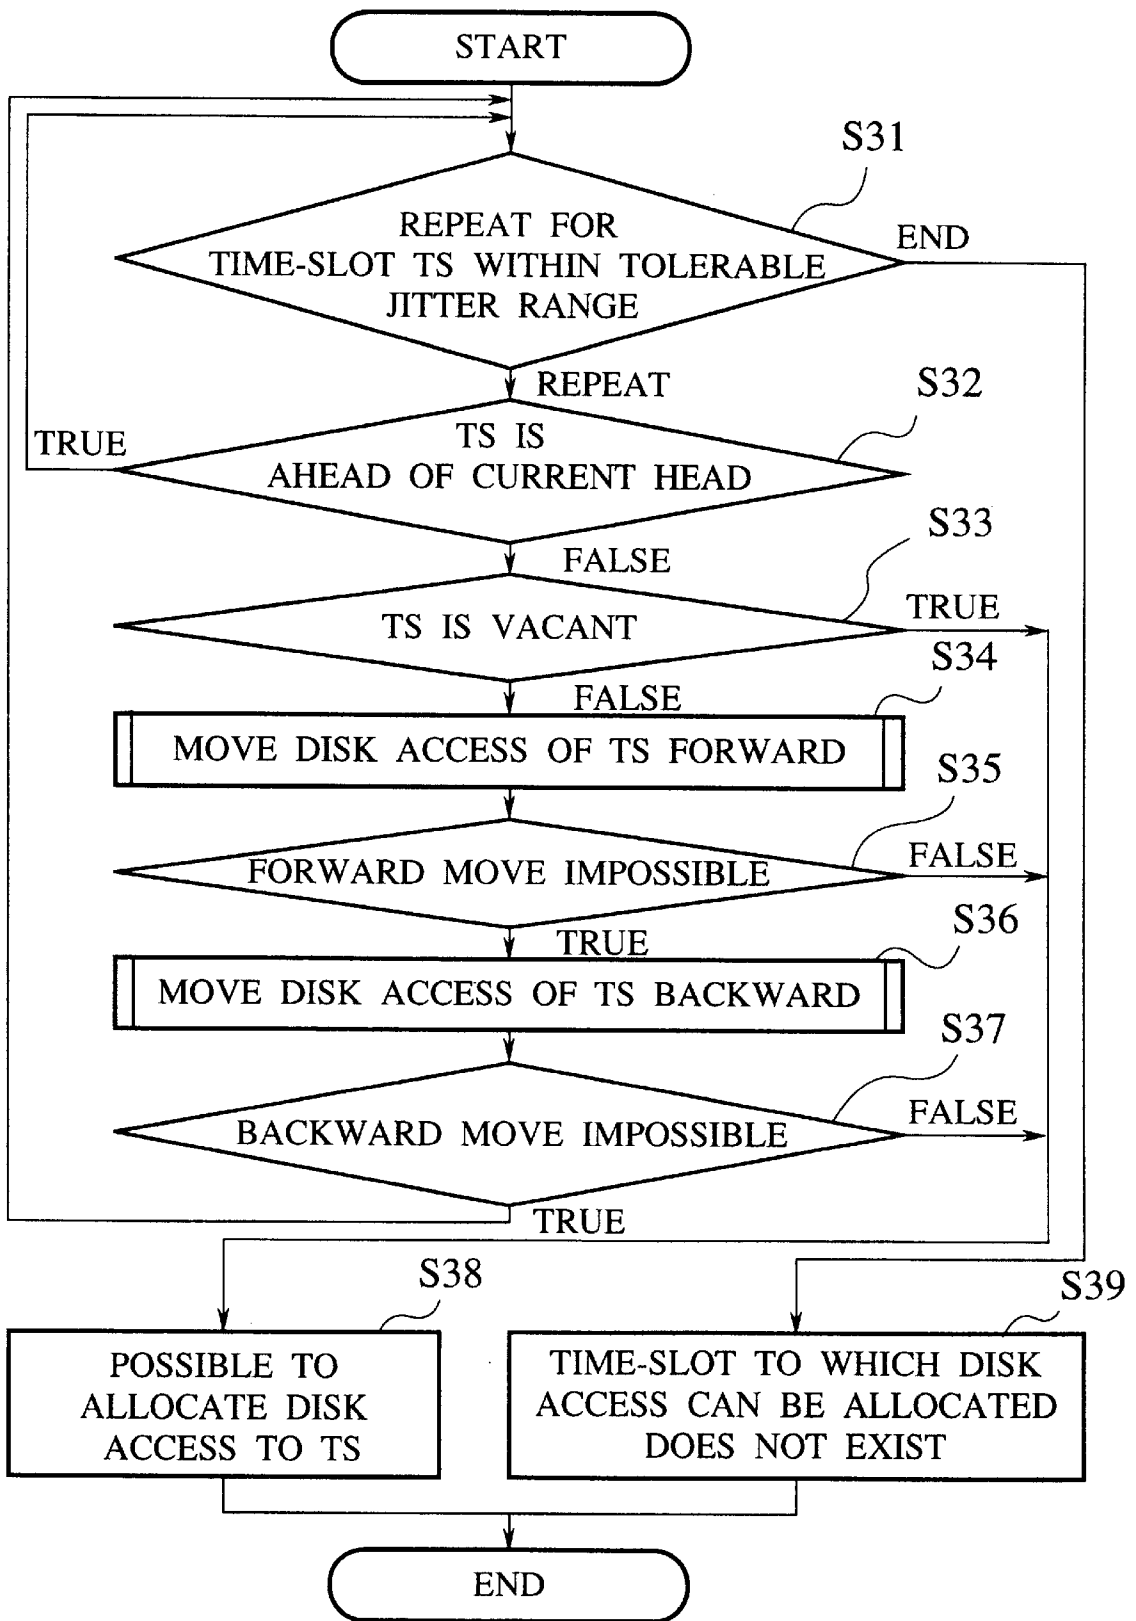 START
S31
REPEAT FOR
TIME-SLOT TS WITHIN TOLERABLE
JITTER RANGE
END
REPEAT
S32
TRUE
TS IS
AHEAD OF CURRENT HEAD
FALSE
S33
TS IS VACANT
TRUE
FALSE
S34
MOVE DISK ACCESS OF TS FORWARD
S35
FORWARD MOVE IMPOSSIBLE
FALSE
TRUE
S36
MOVE DISK ACCESS OF TS BACKWARD
S37
BACKWARD MOVE IMPOSSIBLE
FALSE
TRUE
S38
POSSIBLE TO
ALLOCATE DISK
ACCESS TO TS
S39
TIME-SLOT TO WHICH DISK
ACCESS CAN BE ALLOCATED
DOES NOT EXIST
END